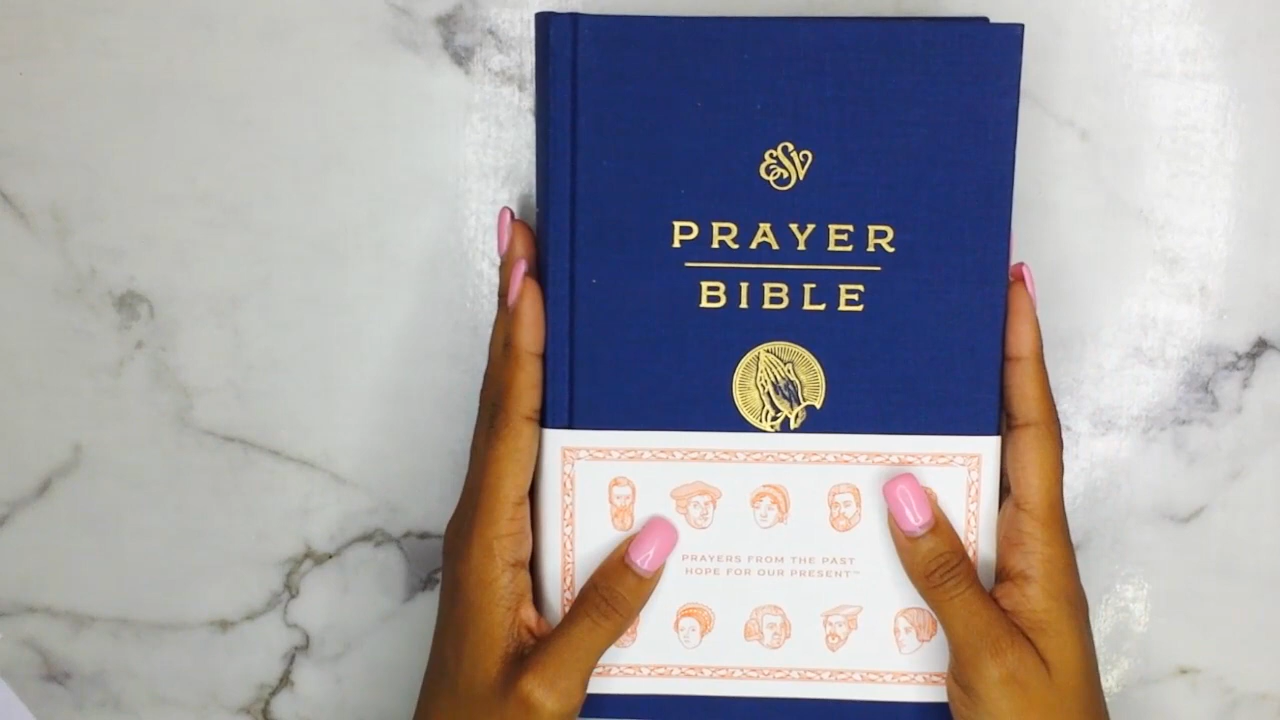 ESV
PRAYER
BIBLE
PRAYERS FROM THE PAST
HOPE FOR OUR PRESENT™